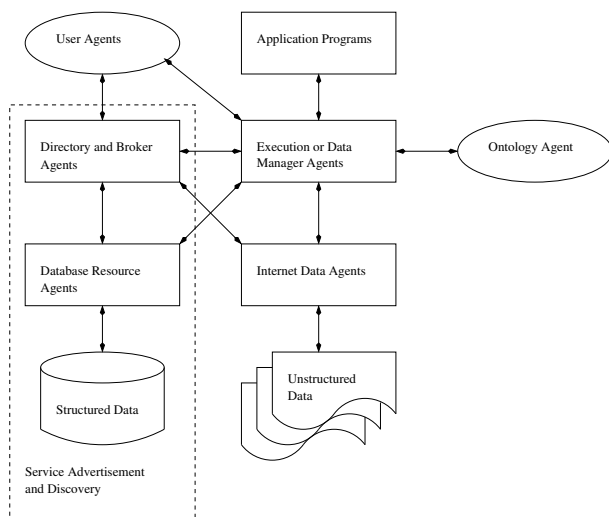 User Agents
Application Programs
Directory and Broker
Agents
Execution or Data
Manager Agents
Ontology Agent
Database Resource
Agents
Internet Data Agents
Structured Data
Unstructured
Data
Service Advertisement
and Discovery